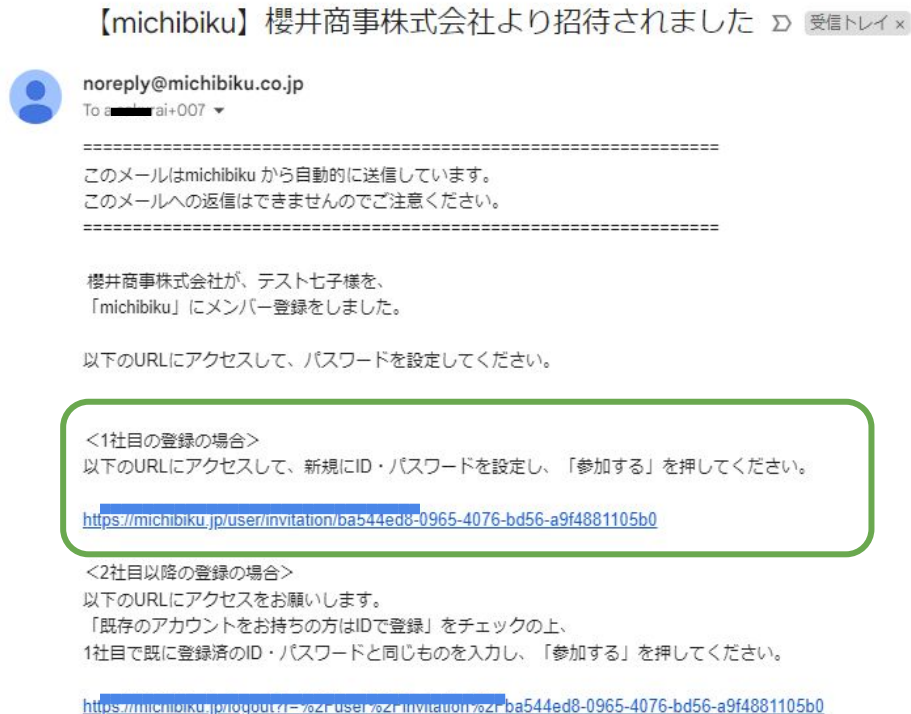 【michibiku】櫻井商事株式会社より招待されました 受信トレイ ×
noreply@michibiku.co.jp
To a rai+007
================================================================
このメールはmichibiku から自動的に送信しています。
このメールへの返信はできませんのでご注意ください。
================================================================
櫻井商事株式会社が、テスト七子様を、
「michibiku」にメンバー登録をしました。
以下のURLにアクセスして、パスワードを設定してください。
＜1社目の登録の場合＞
以下のURLにアクセスして、新規にID・パスワードを設定し、「参加する」を押してください。
https://michibiku.jp/user/invitation/ba544ed8-0965-4076-bd56-a9f4881105b0
＜2社目以降の登録の場合＞
以下のURLにアクセスをお願いします。
「既存のアカウントをお持ちの方はIDで登録」をチェックの上、
1社目で既に登録済のID・パスワードと同じものを入力し、「参加する」を押してください。
https://michibiku.jp/logout?r=%2Fuser%2Finvitation%2Fba544ed8-0965-4076-bd56-a9f4881105b0